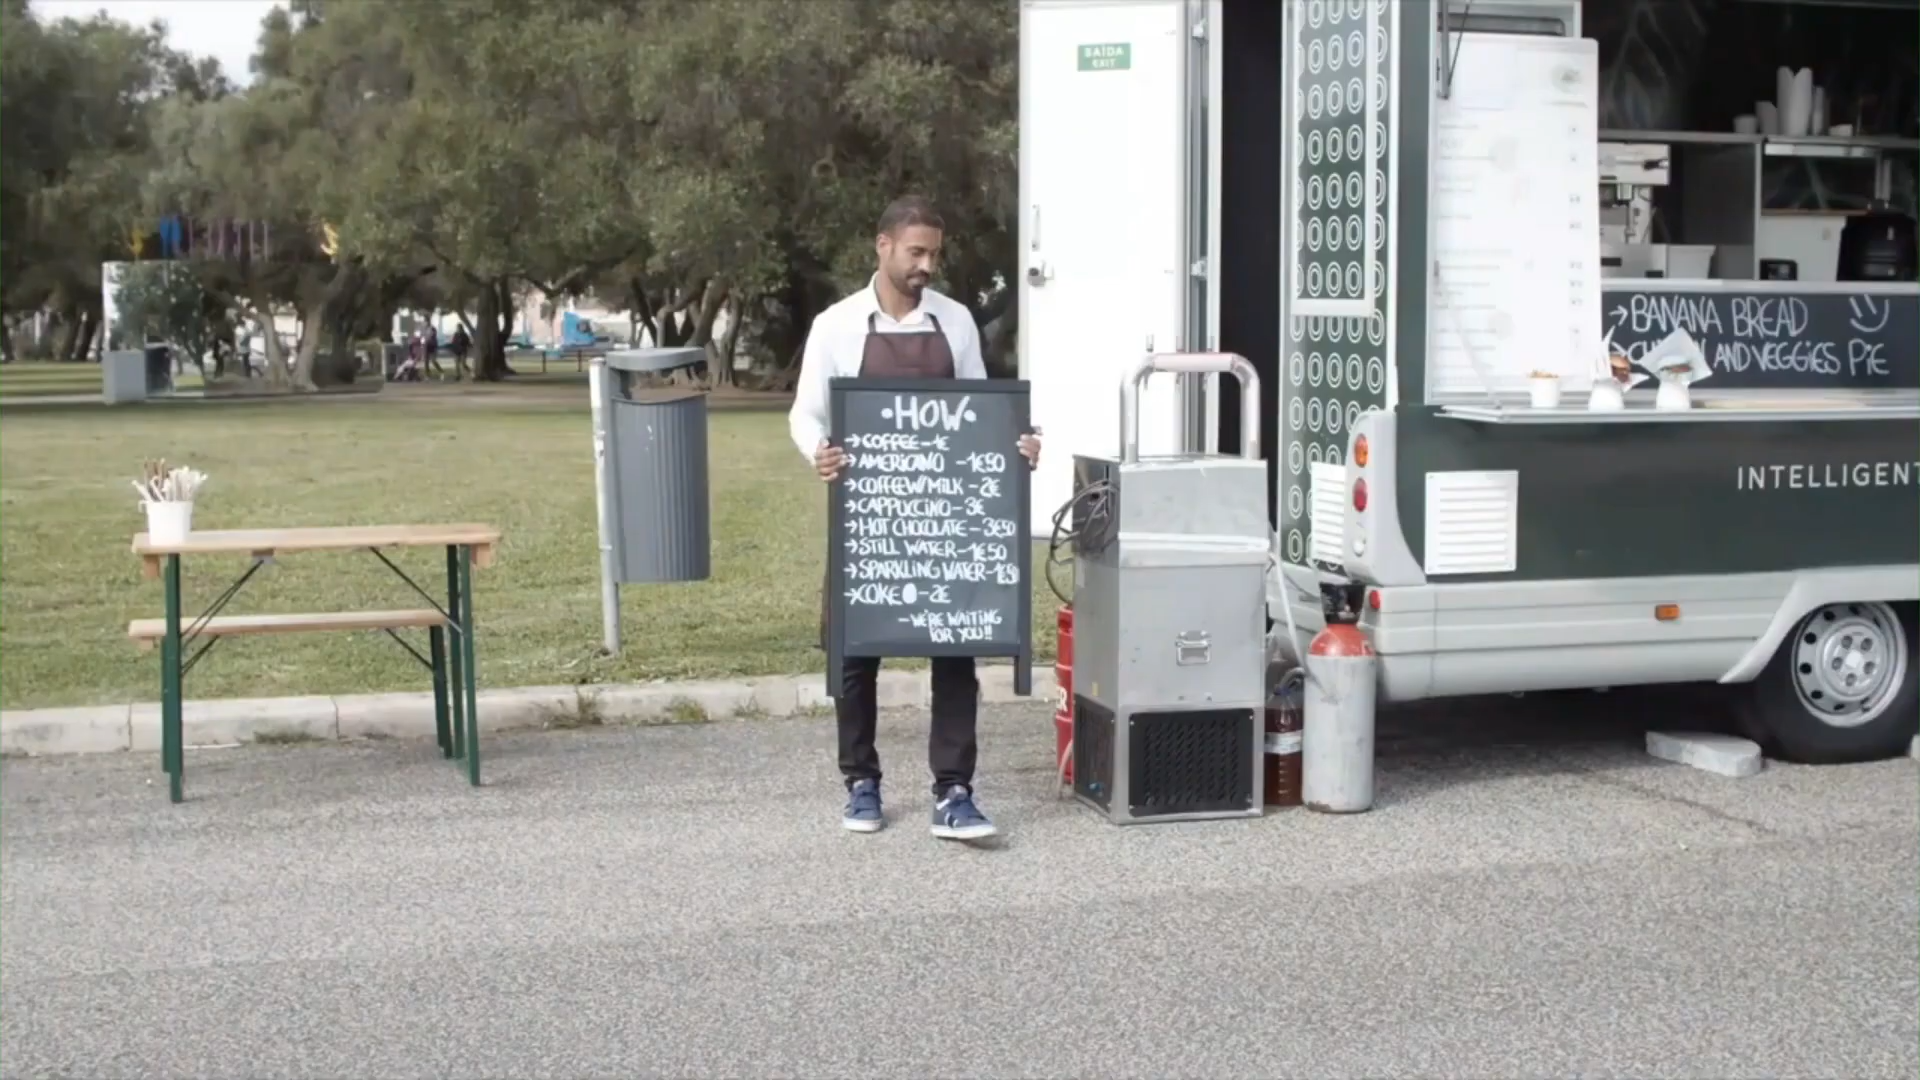 SAÍDA
EXIT
•HOW•
→COFFEE-1€
→AMERICANO -1€50
→COFFEEW/MILK-2€
→CAPPUCCINO-3€
→HOT CHOCOLATE-3€50
→STILL WATER-1€50
→SPARKLING WATER-1€50
→COKE-2€
-WE'RE WAITING
FOR YOU!!
→BANANA BREAD
AND VEGGIES PIE
INTELLIGENT